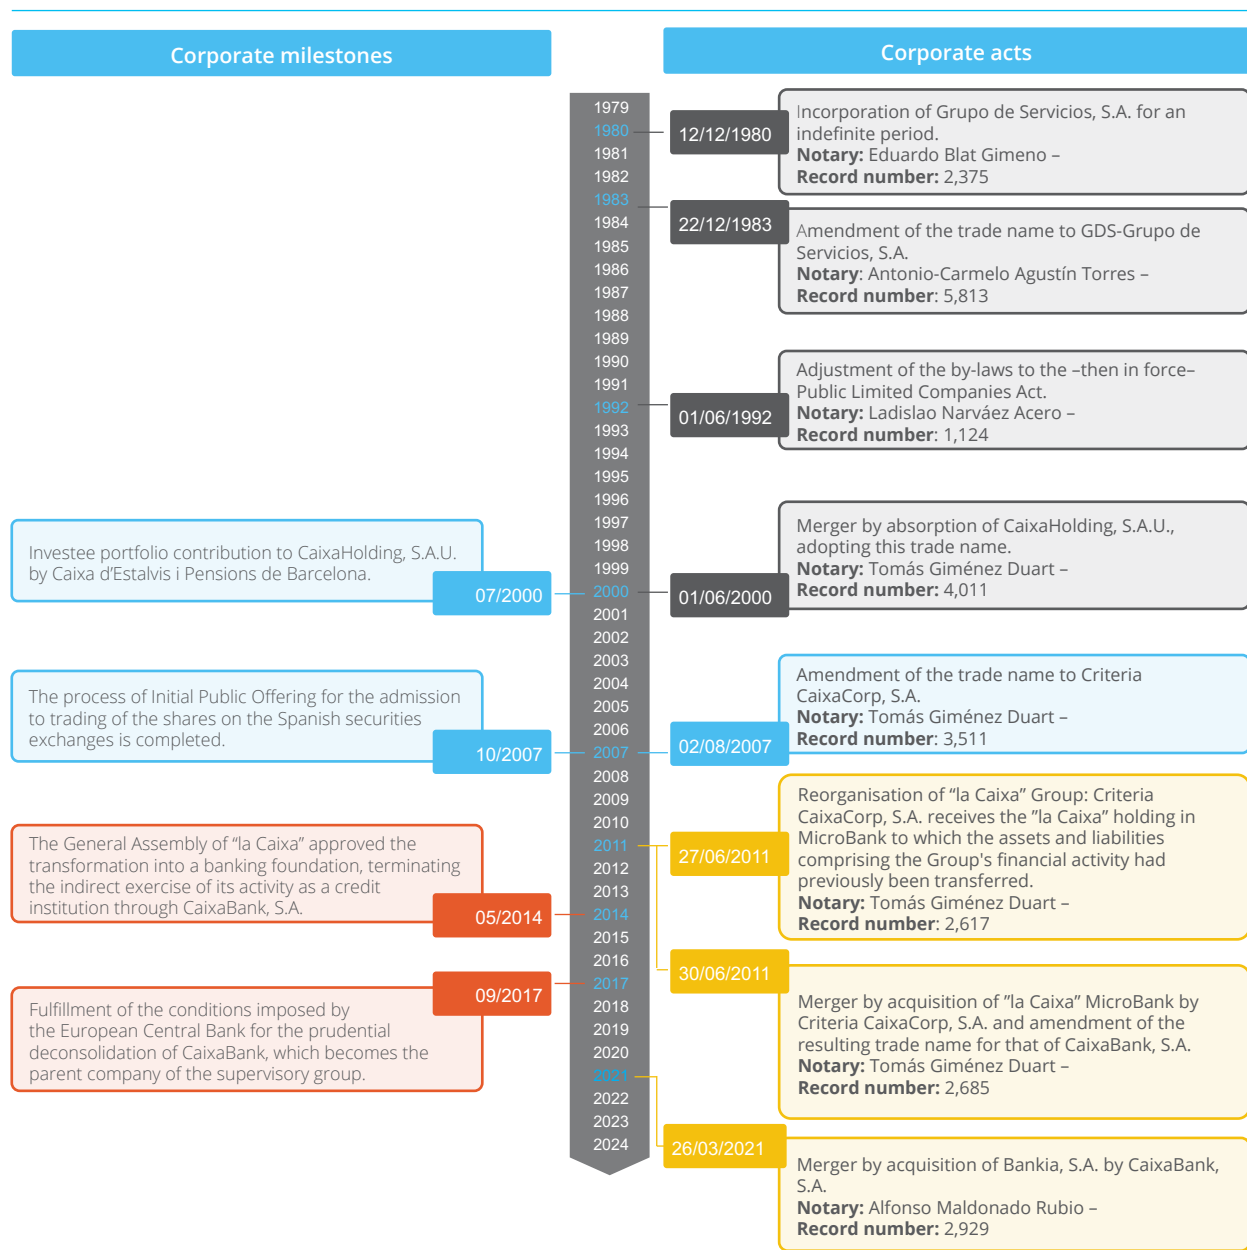 Corporate milestones
Corporate acts
1979
1980
1981
1982
1983
1984
1985
1986
1987
1988
1989
1990
1991
1992
1993
1994
1995
1996
1997
1998
1999
2000
2001
2002
2003
2004
2005
2006
2007
2008
2009
2010
2011
2012
2013
2014
2015
2016
2017
2018
2019
2020
2021
2022
2023
2024
Investee portfolio contribution to CaixaHolding, S.A.U.
by Caixa d’Estalvis i Pensions de Barcelona.
07/2000
The process of Initial Public Offering for the admission
to trading of the shares on the Spanish securities
exchanges is completed.
10/2007
The General Assembly of “la Caixa” approved the
transformation into a banking foundation, terminating
the indirect exercise of its activity as a credit
institution through CaixaBank, S.A.
05/2014
09/2017
Fulfillment of the conditions imposed by
the European Central Bank for the prudential
deconsolidation of CaixaBank, which becomes the
parent company of the supervisory group.
12/12/1980
Incorporation of Grupo de Servicios, S.A. for an
indefinite period.
Notary: Eduardo Blat Gimeno –
Record number: 2,375
22/12/1983
Amendment of the trade name to GDS-Grupo de
Servicios, S.A.
Notary: Antonio-Carmelo Agustín Torres –
Record number: 5,813
01/06/1992
Adjustment of the by-laws to the –then in force–
Public Limited Companies Act.
Notary: Ladislao Narváez Acero –
Record number: 1,124
01/06/2000
Merger by absorption of CaixaHolding, S.A.U.,
adopting this trade name.
Notary: Tomás Giménez Duart –
Record number: 4,011
02/08/2007
Amendment of the trade name to Criteria
CaixaCorp, S.A.
Notary: Tomás Giménez Duart –
Record number: 3,511
27/06/2011
Reorganisation of “la Caixa” Group: Criteria
CaixaCorp, S.A. receives the ”la Caixa” holding in
MicroBank to which the assets and liabilities
comprising the Group's financial activity had
previously been transferred.
Notary: Tomás Giménez Duart –
Record number: 2,617
30/06/2011
Merger by acquisition of ”la Caixa” MicroBank by
Criteria CaixaCorp, S.A. and amendment of the
resulting trade name for that of CaixaBank, S.A.
Notary: Tomás Giménez Duart –
Record number: 2,685
26/03/2021
Merger by acquisition of Bankia, S.A. by CaixaBank,
S.A.
Notary: Alfonso Maldonado Rubio –
Record number: 2,929